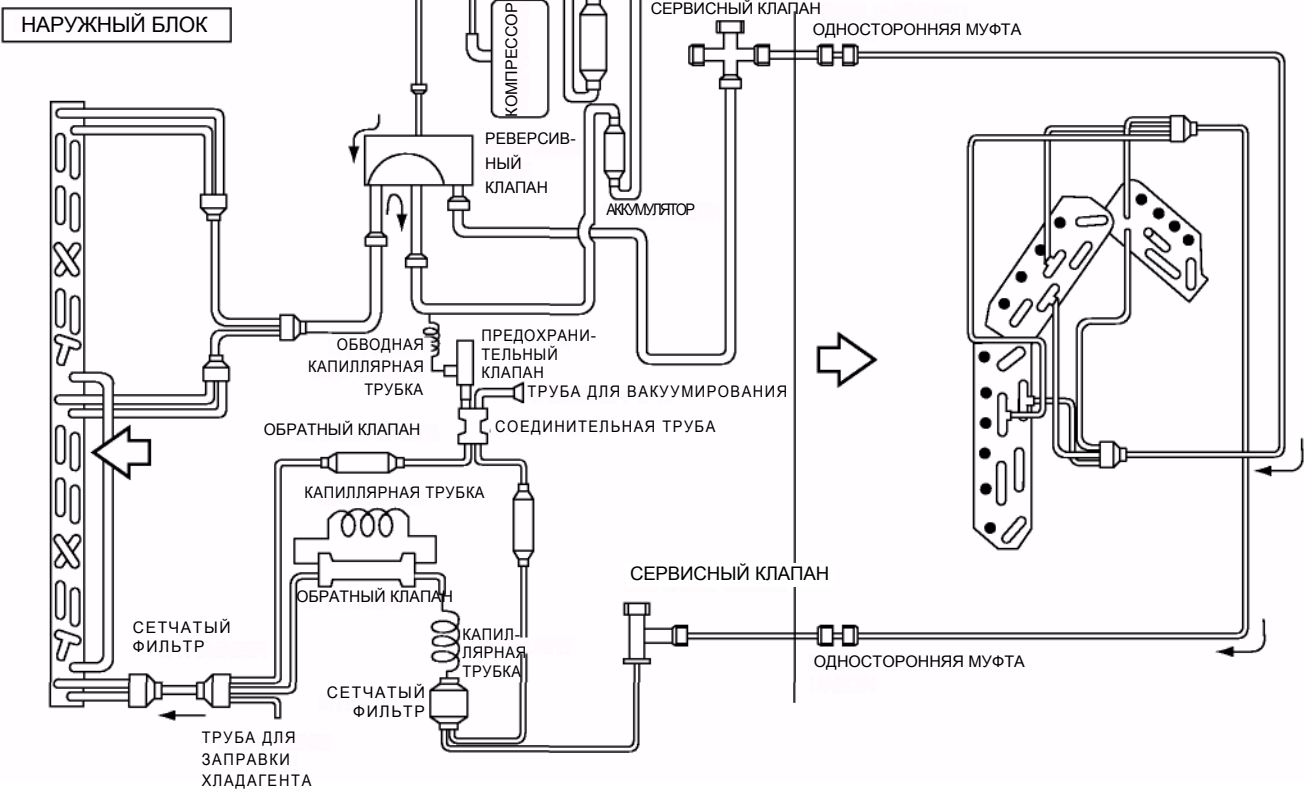 НАРУЖНЫЙ БЛОК
КОМПРЕССОР
СЕРВИСНЫЙ КЛАПАН
ОДНОСТОРОННЯЯ МУФТА
РЕВЕРСИВ-
НЫЙ
КЛАПАН
АККУМУЛЯТОР
ОБВОДНАЯ
КАПИЛЛЯРНАЯ
ТРУБКА
ПРЕДОХРАНИ-
ТЕЛЬНЫЙ
КЛАПАН
ТРУБА ДЛЯ ВАКУУМИРОВАНИЯ
СОЕДИНИТЕЛЬНАЯ ТРУБА
ОБРАТНЫЙ КЛАПАН
КАПИЛЛЯРНАЯ ТРУБКА
ОБРАТНЫЙ КЛАПАН
СЕРВИСНЫЙ КЛАПАН
СЕТЧАТЫЙ
ФИЛЬТР
КАПИЛ-
ЛЯРНАЯ
ТРУБКА
ОДНОСТОРОННЯЯ МУФТА
СЕТЧАТЫЙ
ФИЛЬТР
ТРУБА ДЛЯ
ЗАПРАВКИ
ХЛАДАГЕНТА